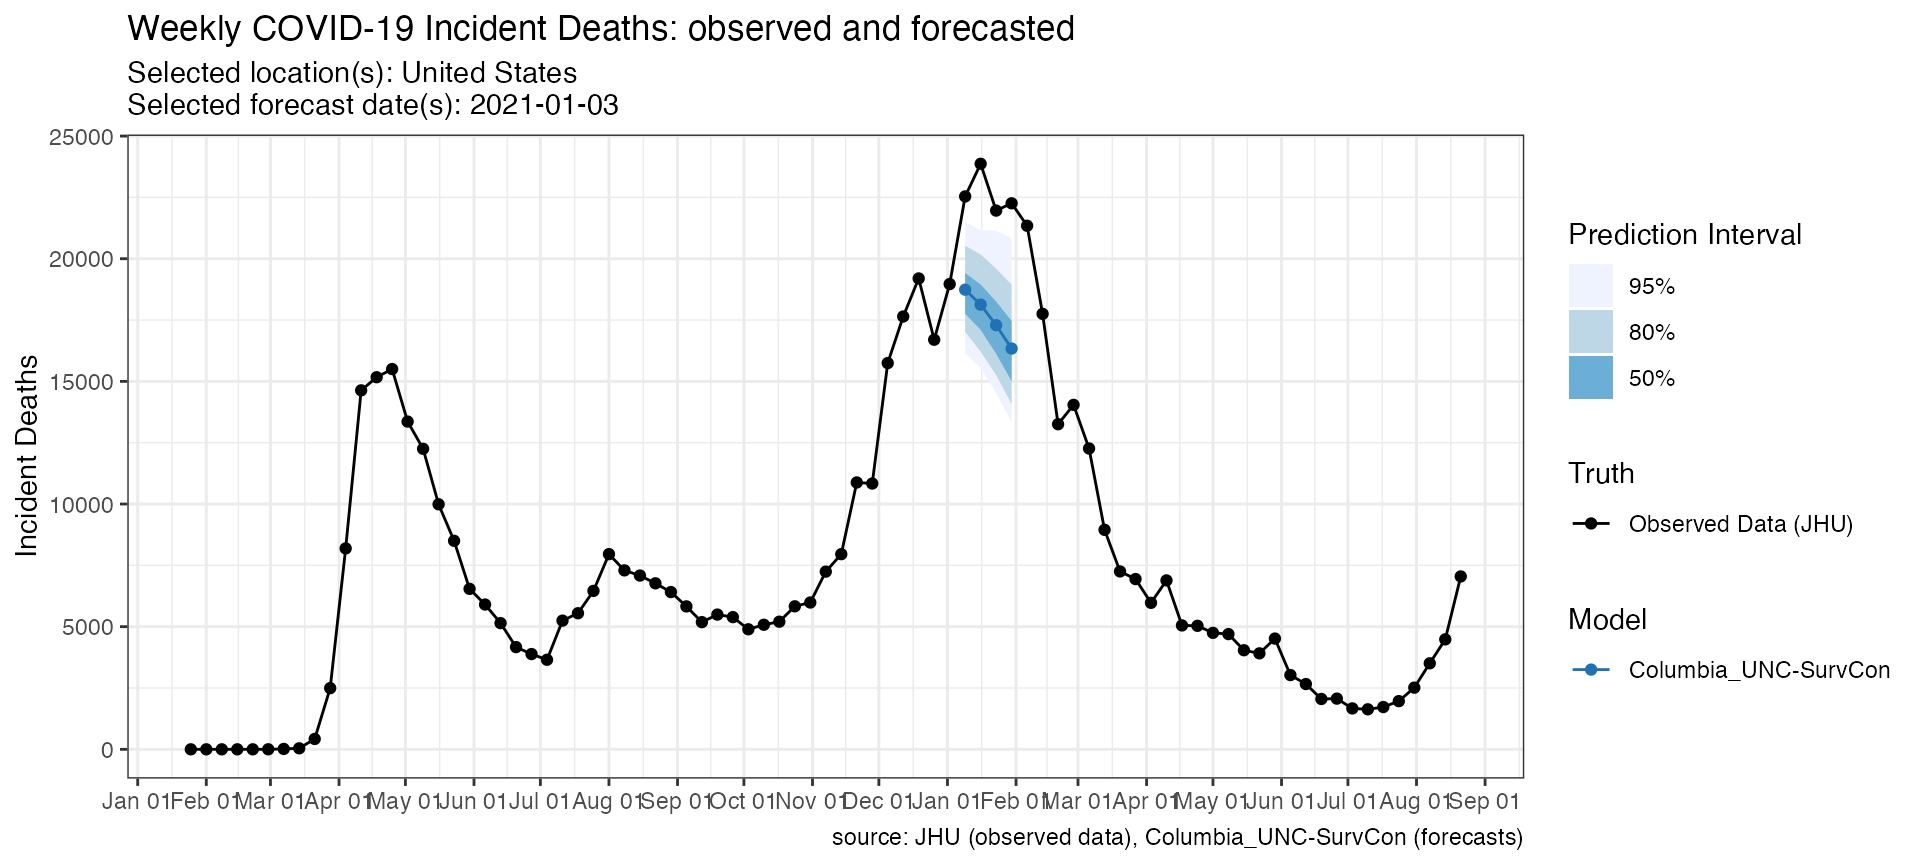 Weekly COVID-19 Incident Deaths: observed and forecasted
Selected location(s): United States
Selected forecast date(s): 2021-01-03
Incident Deaths
25000
20000
15000
10000
5000
0
Jan 01 Feb 01 Mar 01 Apr 01 May 01 Jun 01 Jul 01 Aug 01 Sep 01 Oct 01 Nov 01 Dec 01 Jan 01 Feb 01 Mar 01 Apr 01 May 01 Jun 01 Jul 01 Aug 01 Sep 01
source: JHU (observed data), Columbia_UNC-SurvCon (forecasts)
Prediction Interval
95%
80%
50%
Truth
Observed Data (JHU)
Model
Columbia_UNC-SurvCon